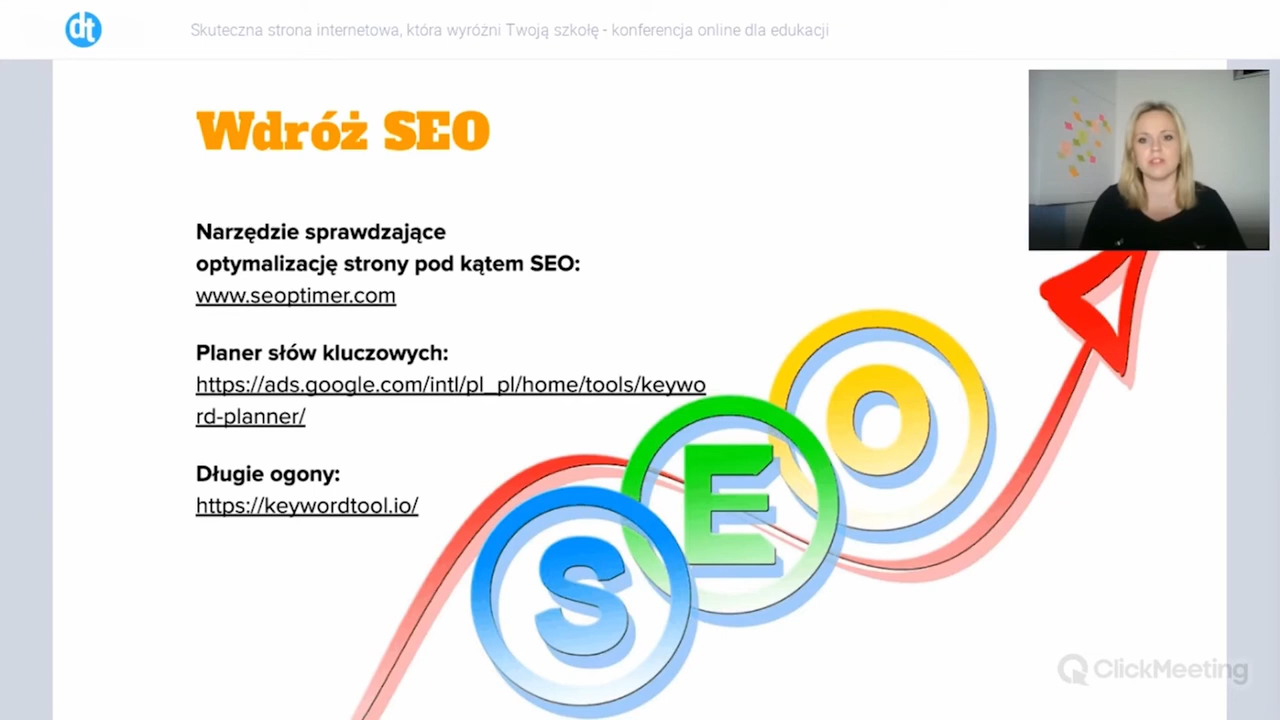 dt
Skuteczna strona internetowa, która wyróżni Twoją szkołę - konferencja online dla edukacji
Wdróż SEO
Narzędzie sprawdzające
optymalizację strony pod kątem SEO:
www.seoptimer.com
Planer słów kluczowych:
https://ads.google.com/intl/pl_pl/home/tools/keywo
rd-planner/
Długie ogony:
https://keywordtool.io/
SEO
ClickMeeting